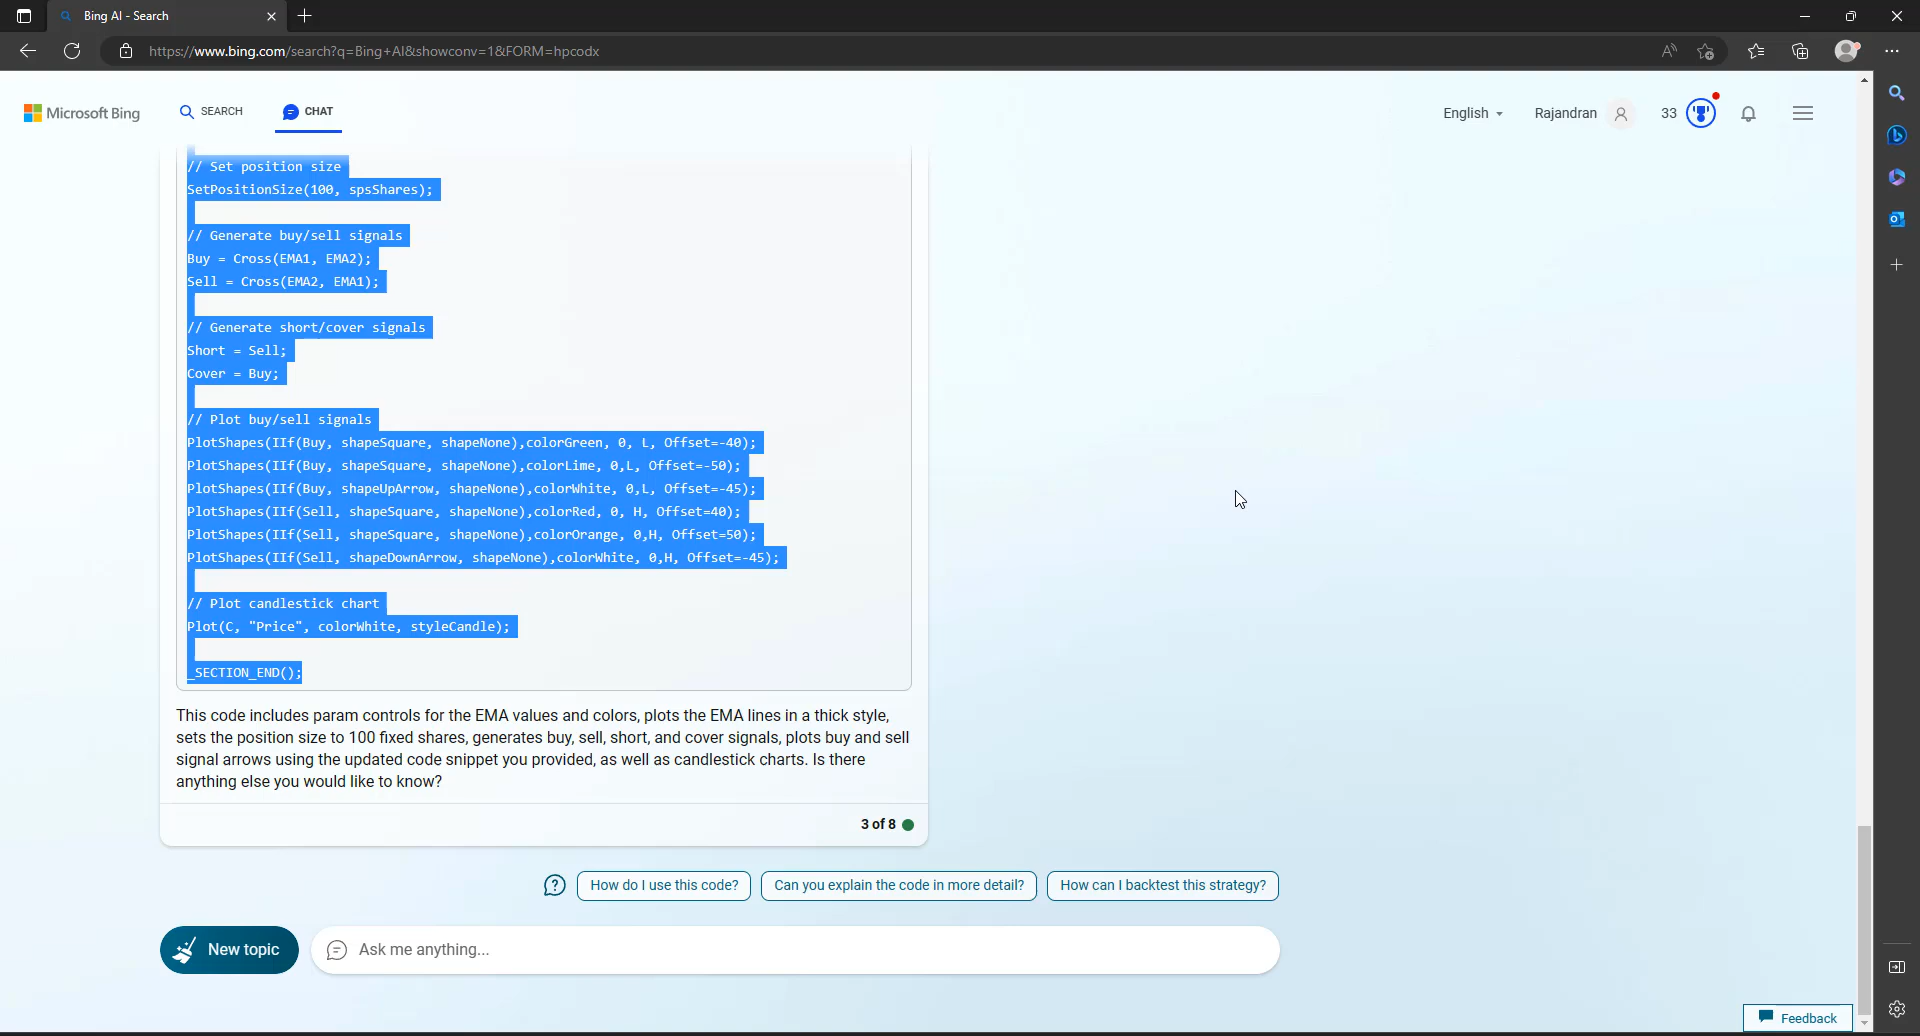 Bing AI - Search
https://www.bing.com/search?q=Bing+AI&showconv=1&FORM=hpcodx
Microsoft Bing
SEARCH
CHAT
English
Rajandran
33
// Set position size
SetPositionSize(100, spsShares);
// Generate buy/sell signals
Buy = Cross(EMA1, EMA2);
Sell = Cross(EMA2, EMA1);
// Generate short/cover signals
Short = Sell;
Cover = Buy;
// Plot buy/sell signals
PlotShapes(IIf(Buy, shapeSquare, shapeNone),colorGreen, 0, L, Offset=-40);
PlotShapes(IIf(Buy, shapeSquare, shapeNone),colorLime, 0,L, Offset=-50);
PlotShapes(IIf(Buy, shapeUpArrow, shapeNone),colorWhite, 0,L, Offset=-45);
PlotShapes(IIf(Sell, shapeSquare, shapeNone),colorRed, 0, H, Offset=40);
PlotShapes(IIf(Sell, shapeSquare, shapeNone),colorOrange, 0,H, Offset=50);
PlotShapes(IIf(Sell, shapeDownArrow, shapeNone),colorWhite, 0,H, Offset=-45);
// Plot candlestick chart
Plot(C, "Price", colorWhite, styleCandle);
_SECTION_END();
This code includes param controls for the EMA values and colors, plots the EMA lines in a thick style,
sets the position size to 100 fixed shares, generates buy, sell, short, and cover signals, plots buy and sell
signal arrows using the updated code snippet you provided, as well as candlestick charts. Is there
anything else you would like to know?
3 of 8
How do I use this code?
Can you explain the code in more detail?
How can I backtest this strategy?
New topic
Ask me anything...
Feedback